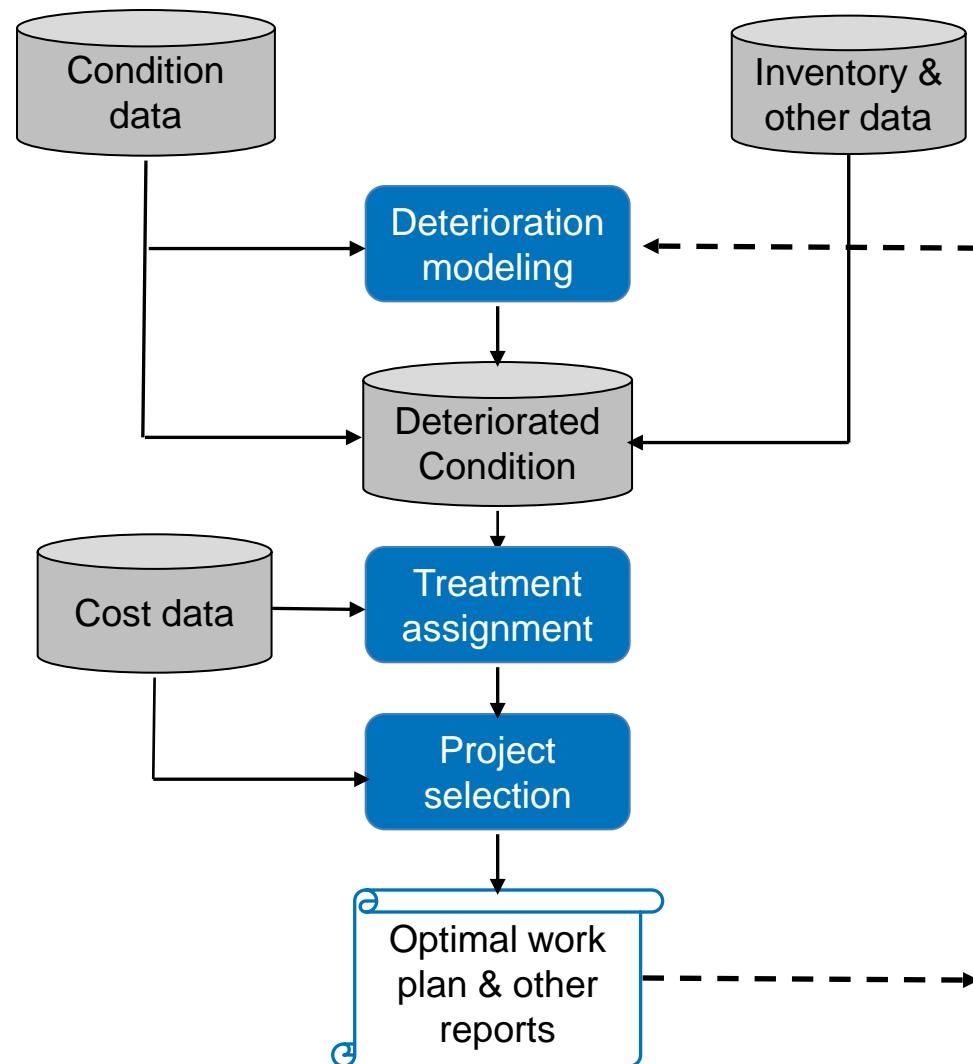 Condition
data
Inventory &
other data
Deterioration
modeling
Deteriorated
Condition
Cost data
Treatment
assignment
Project
selection
Optimal work
plan & other
reports